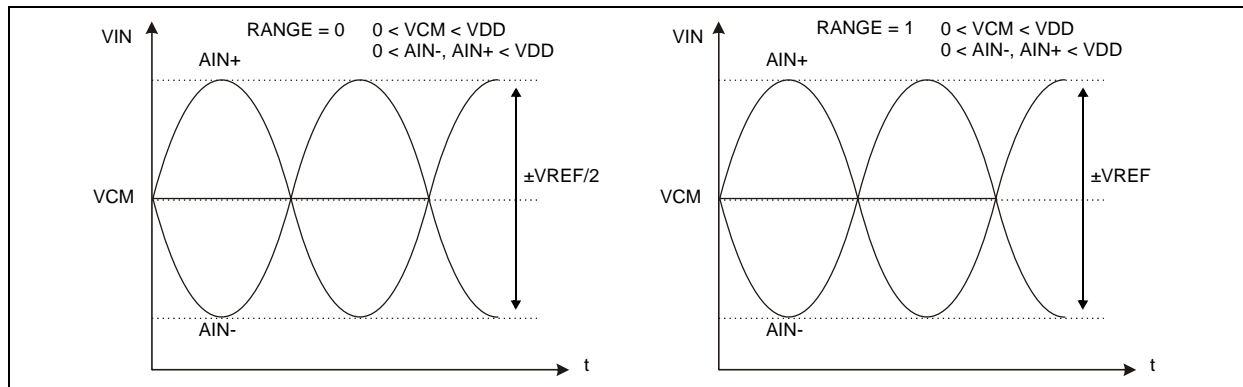 VIN
RANGE = 0
0 < VCM < VDD
0 < AIN-, AIN+ < VDD
AIN+
±VREF/2
VCM
AIN-
t
VIN
RANGE = 1
0 < VCM < VDD
0 < AIN-, AIN+ < VDD
AIN+
±VREF
VCM
AIN-
t